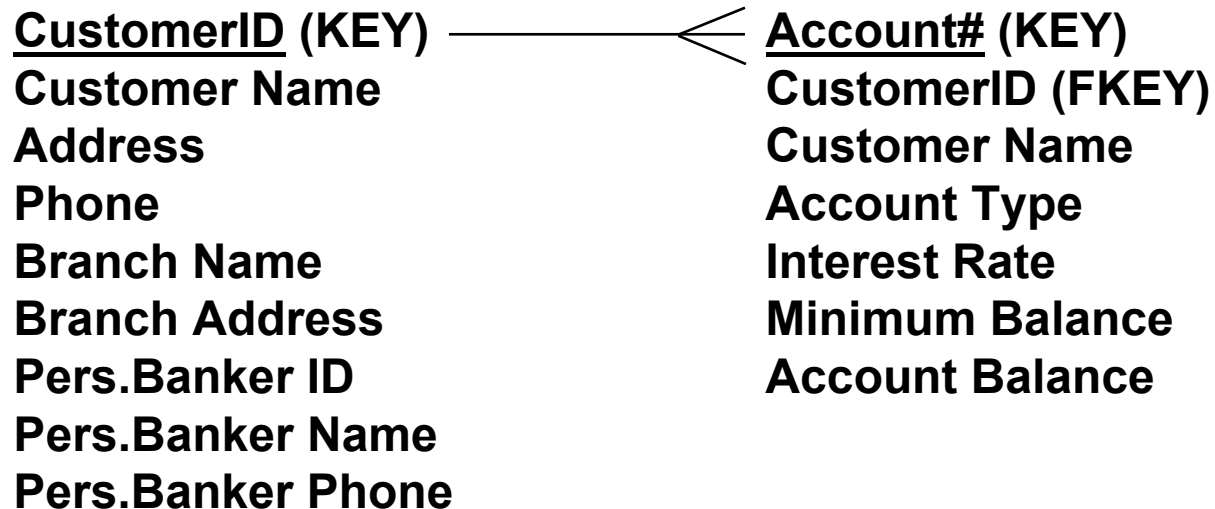 CustomerID (KEY)
Customer Name
Address
Phone
Branch Name
Branch Address
Pers.Banker ID
Pers.Banker Name
Pers.Banker Phone
Account# (KEY)
CustomerID (FKEY)
Customer Name
Account Type
Interest Rate
Minimum Balance
Account Balance